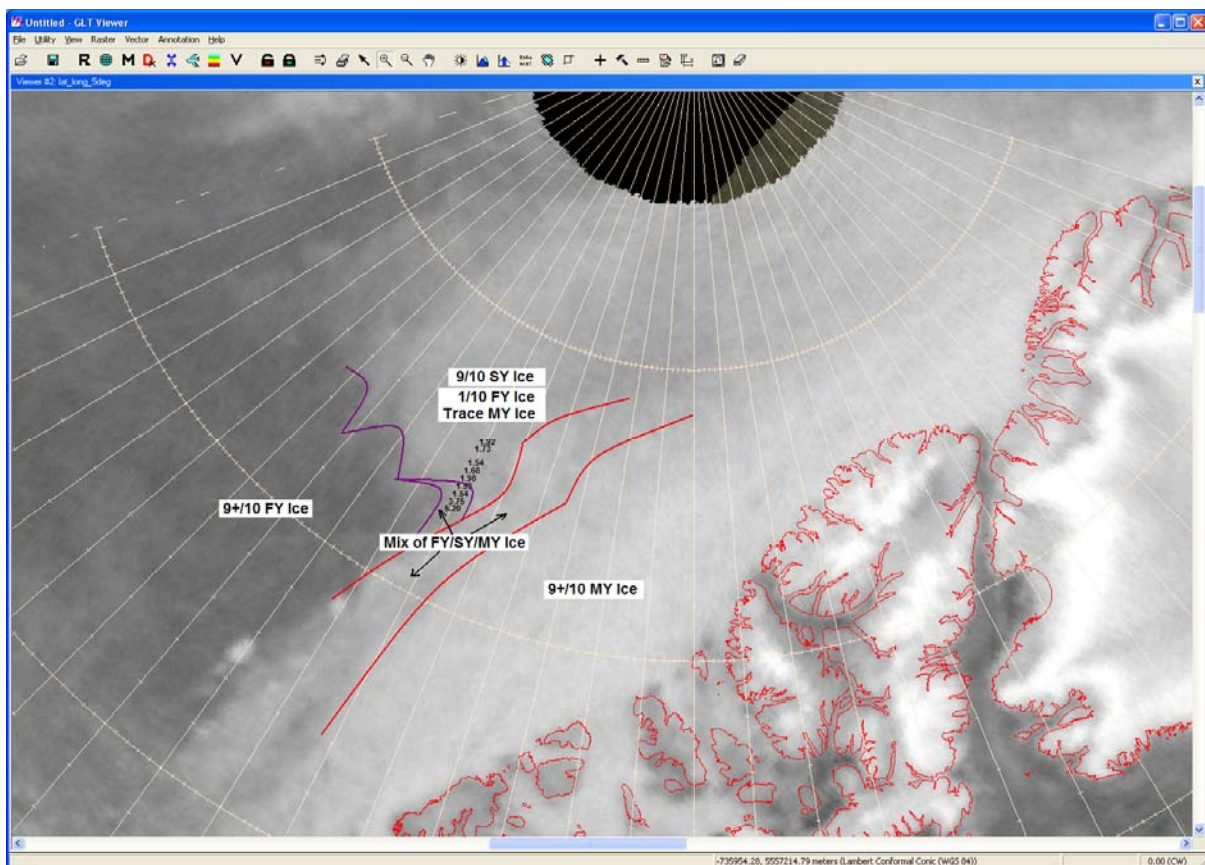 Untitled - GLT Viewer
File Utility View Raster Vector Annotation Help
Viewer #2: lat_long_5deg
9/10 SY Ice
1/10 FY Ice
Trace MY Ice
1.92
1.73
1.54
1.68
1.98
1.54
3.75
9+/10 FY Ice
Mix of FY/SY/MY Ice
9+/10 MY Ice
-735954.28, 5557214.79 meters (Lambert Conformal Conic (WGS 84))
0.00 (CW)